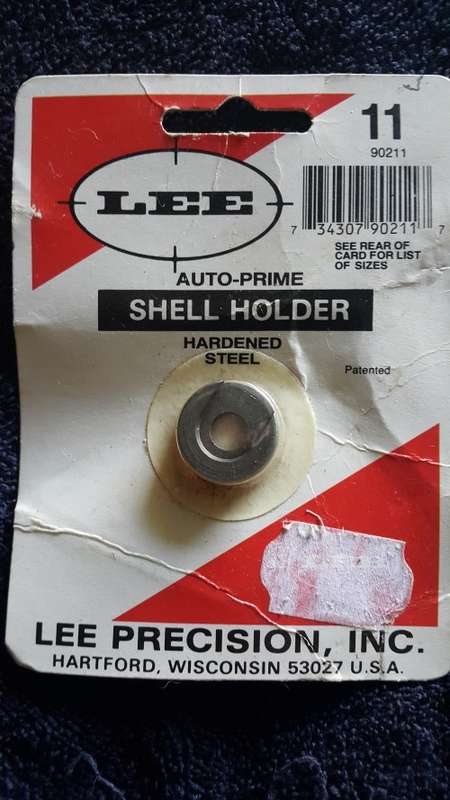 11
90211
LEE
7 34307 90211 7
SEE REAR OF
CARD FOR LIST
OF SIZES
AUTO-PRIME
SHELL HOLDER
HARDENED
STEEL
Patented
LEE PRECISION, INC.
HARTFORD, WISCONSIN 53027 U.S.A.